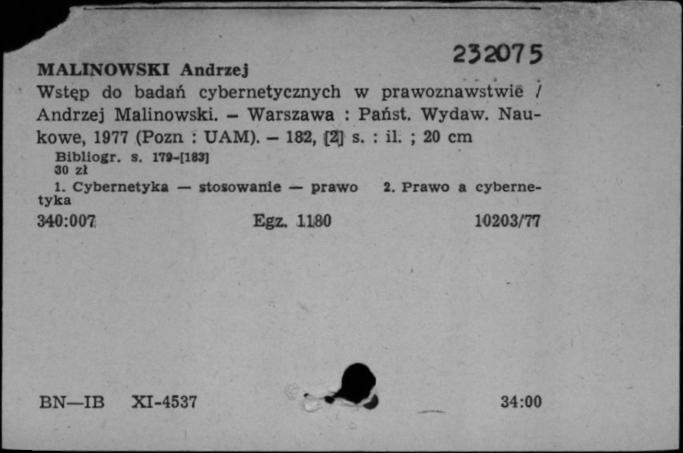 232075
MALINOWSKI Andrzej
Wstęp do badań cybernetycznych w prawoznawstwie /
Andrzej Malinowski. — Warszawa : Państ. Wydaw. Nau-
kowe, 1977 (Pozn : UAM). — 182, [2] s. : il. ; 20 cm
Bibliogr. s. 179-[183]
30 zł
1. Cybernetyka — stosowanie — prawo 2. Prawo a cyberne-
tyka
340:007 Egz. 1180 10203/77
BN—IB XI-4537 34:00